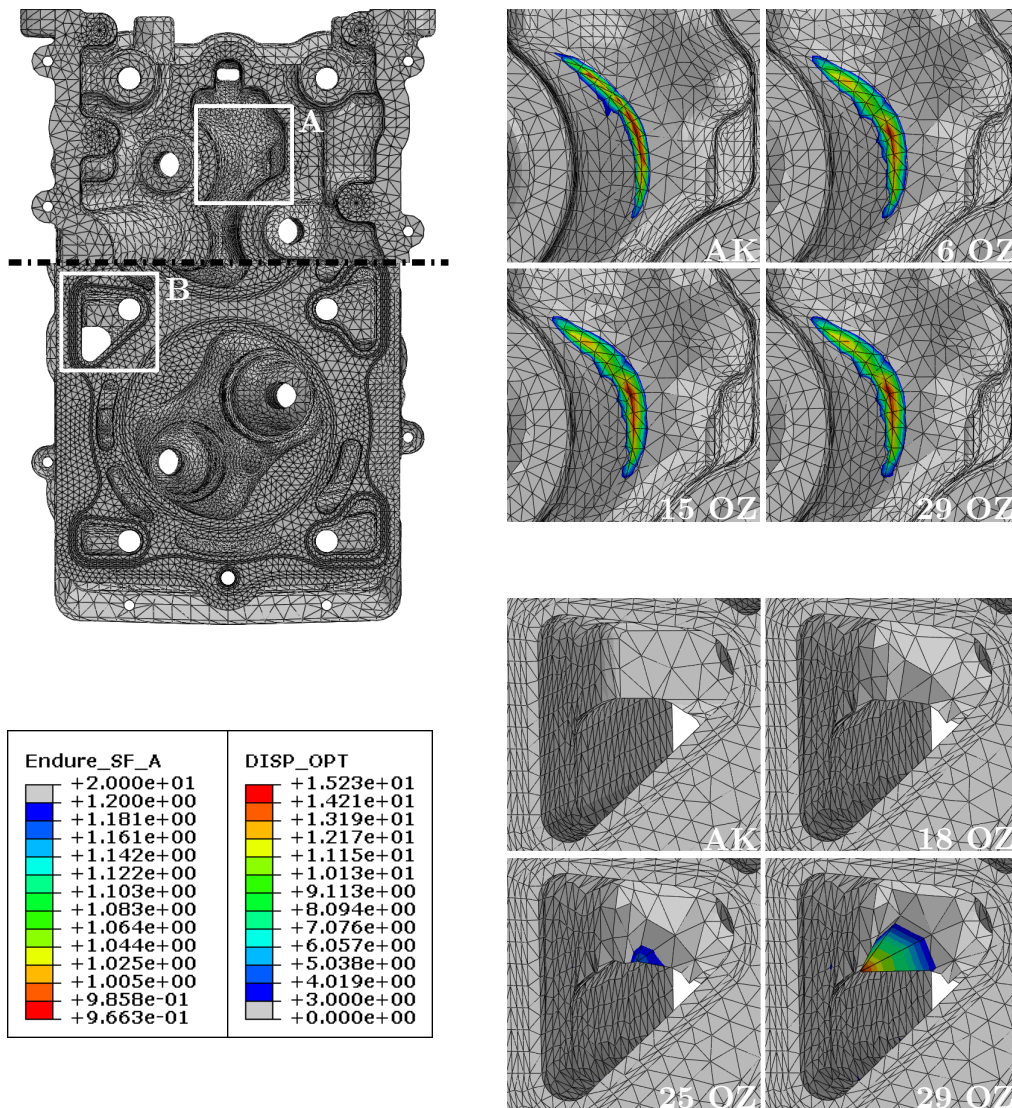 A
B
AK
6 OZ
15 OZ
29 OZ
AK
18 OZ
25 OZ
29 OZ
Endure_SF_A
+2.000e+01
+1.200e+00
+1.181e+00
+1.161e+00
+1.142e+00
+1.122e+00
+1.103e+00
+1.083e+00
+1.064e+00
+1.044e+00
+1.025e+00
+1.005e+00
+9.858e-01
+9.663e-01
DISP_OPT
+1.523e+01
+1.421e+01
+1.319e+01
+1.217e+01
+1.115e+01
+1.013e+01
+9.113e+00
+8.094e+00
+7.076e+00
+6.057e+00
+5.038e+00
+4.019e+00
+3.000e+00
+0.000e+00